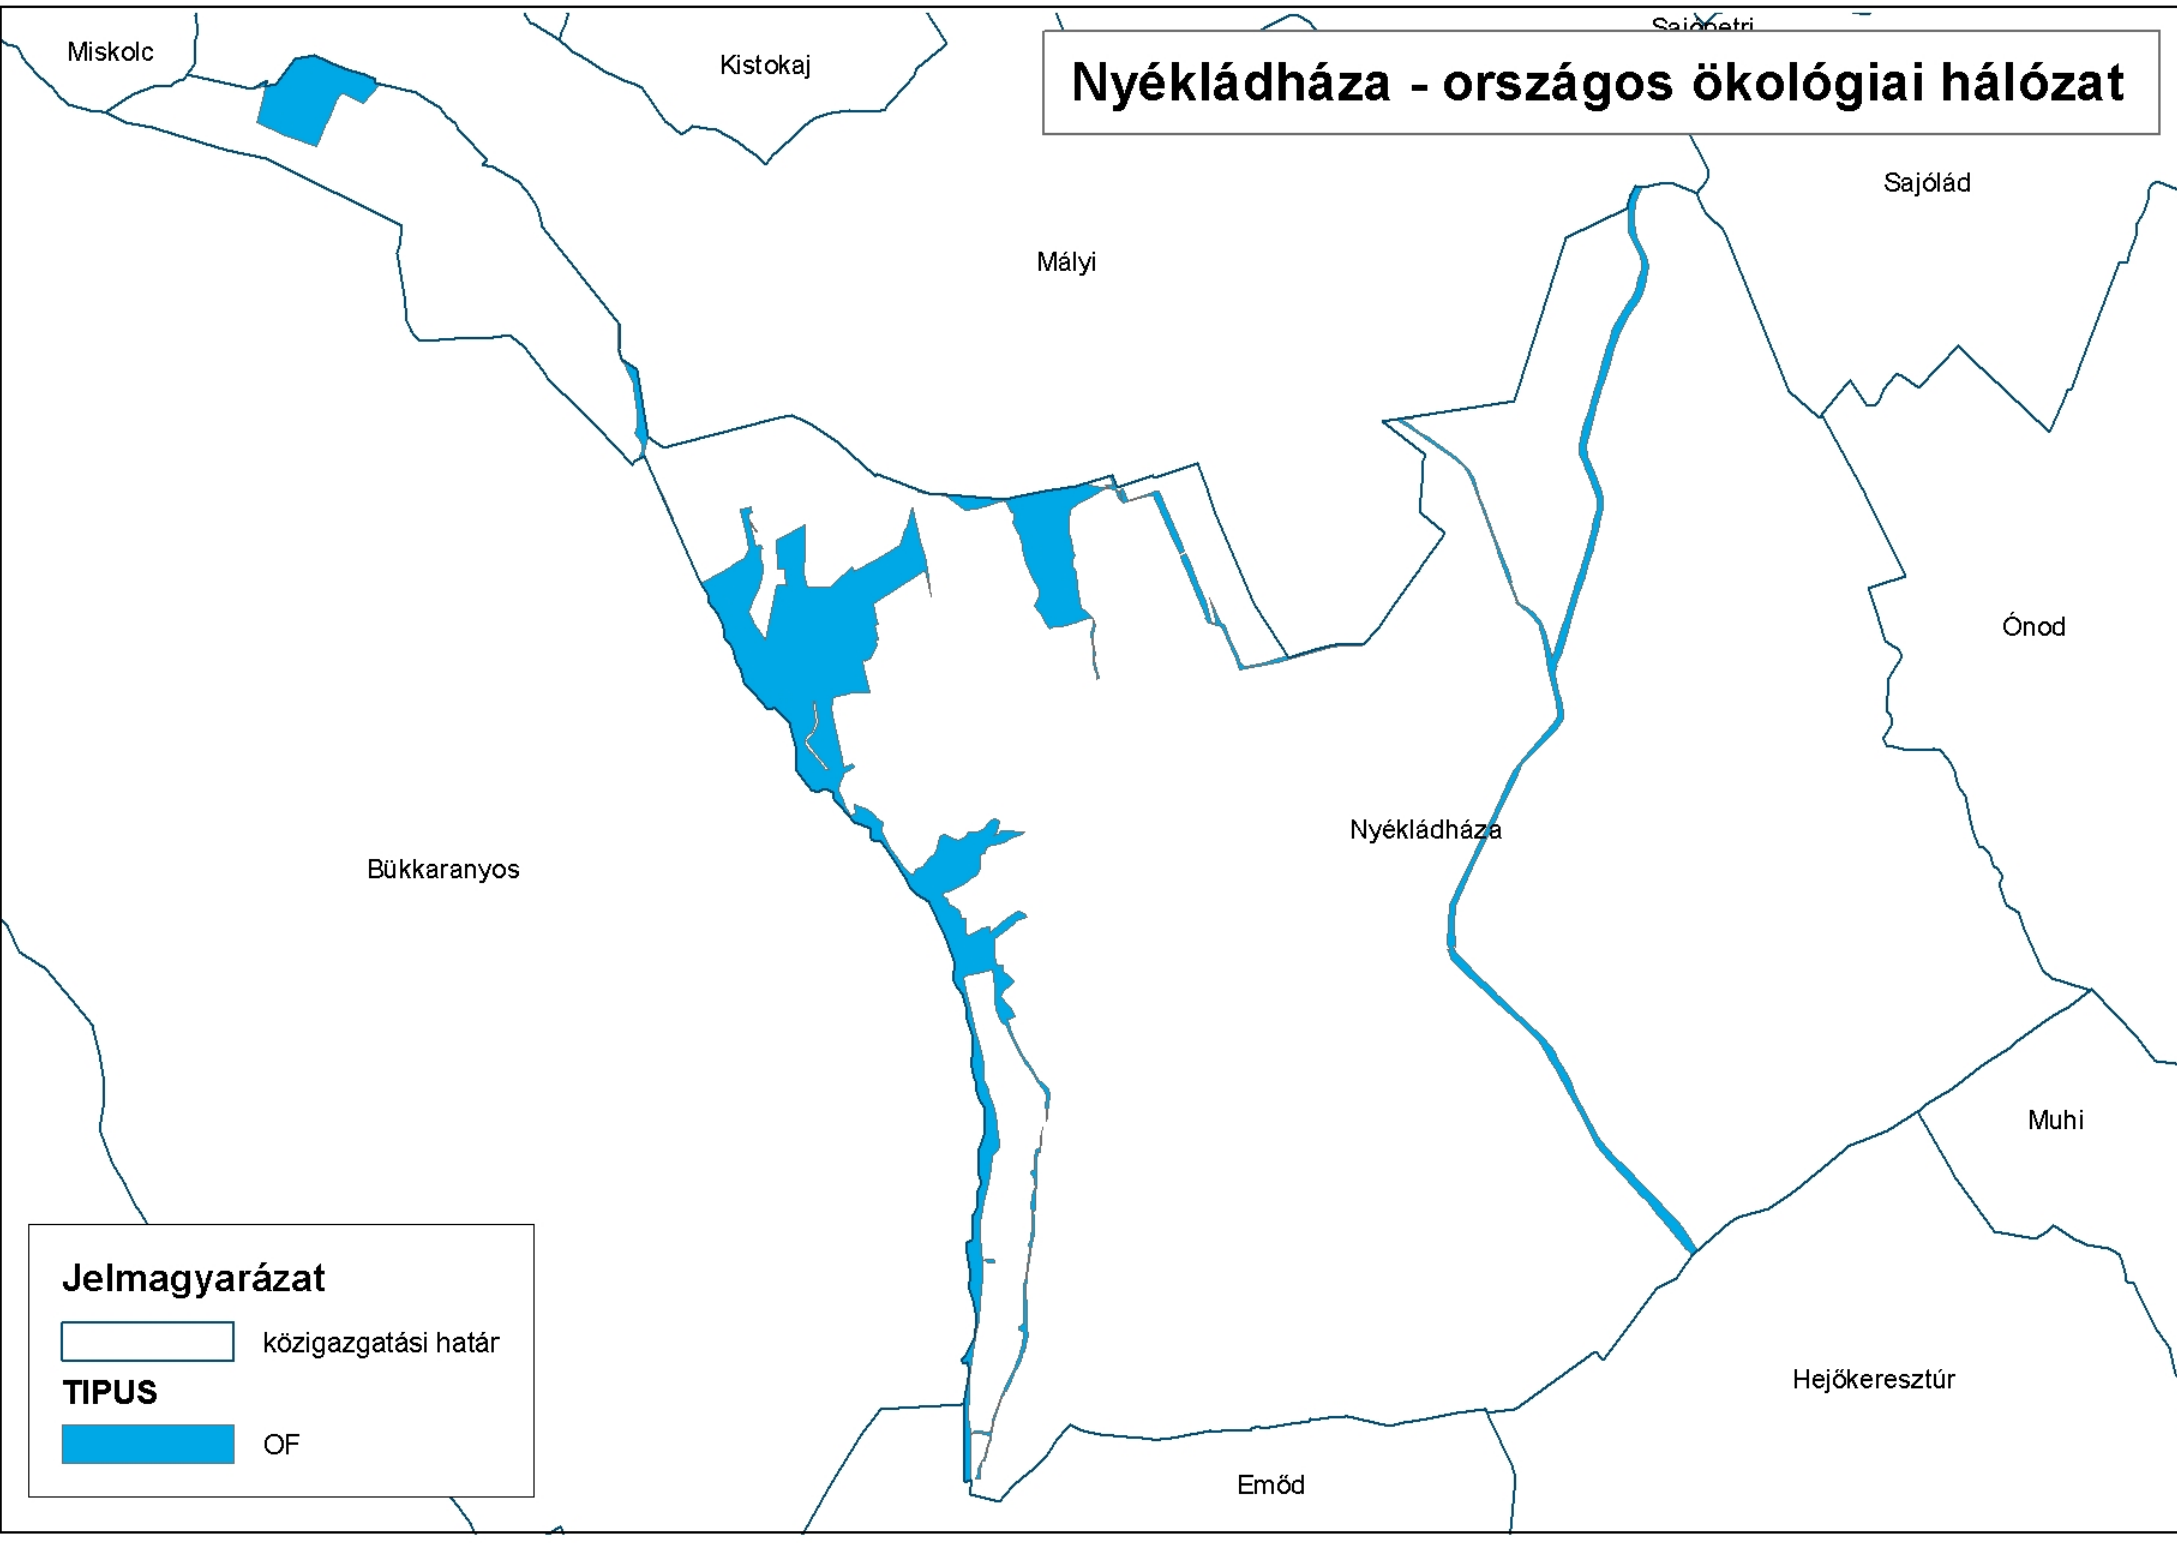 Sajópetri
Miskolc
Kistokaj
Nyékládháza - országos ökológiai hálózat
Sajólád
Mályi
Ónod
Nyékládháza
Bükkaranyos
Muhi
Jelmagyarázat
közigazgatási határ
TIPUS
OF
Hejőkeresztúr
Emőd